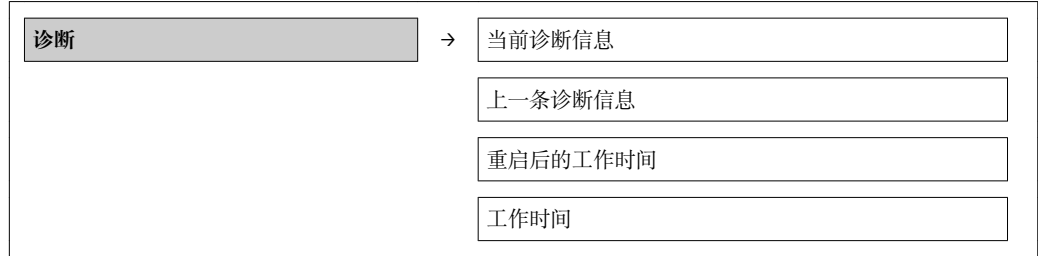 诊断 → 当前诊断信息
上一条诊断信息
重启后的工作时间
工作时间